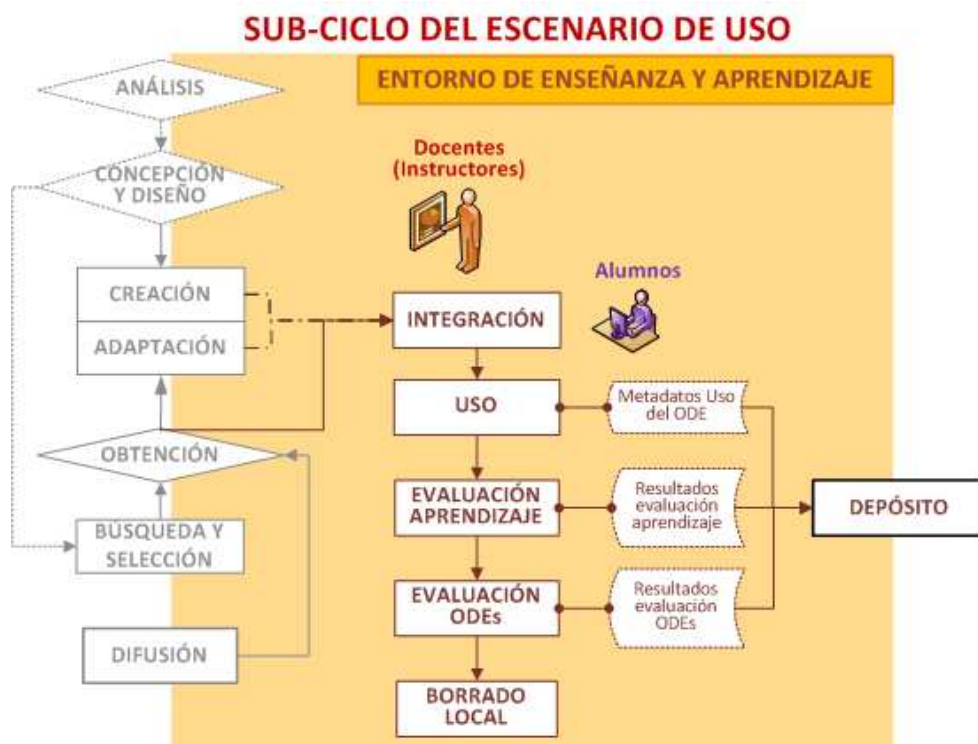 SUB-CICLO DEL ESCENARIO DE USO
ENTORNO DE ENSEÑANZA Y APRENDIZAJE
ANÁLISIS
CONCEPCIÓN
Y DISEÑO
Docentes
(Instructores)
Alumnos
CREACIÓN
ADAPTACIÓN
INTEGRACIÓN
USO
Metadatos Uso
del ODE
OBTENCIÓN
BÚSQUEDA Y
SELECCIÓN
EVALUACIÓN
APRENDIZAJE
Resultados
evaluación
aprendizaje
DEPÓSITO
EVALUACIÓN
ODEs
Resultados
evaluación
ODEs
DIFUSIÓN
BORRADO
LOCAL